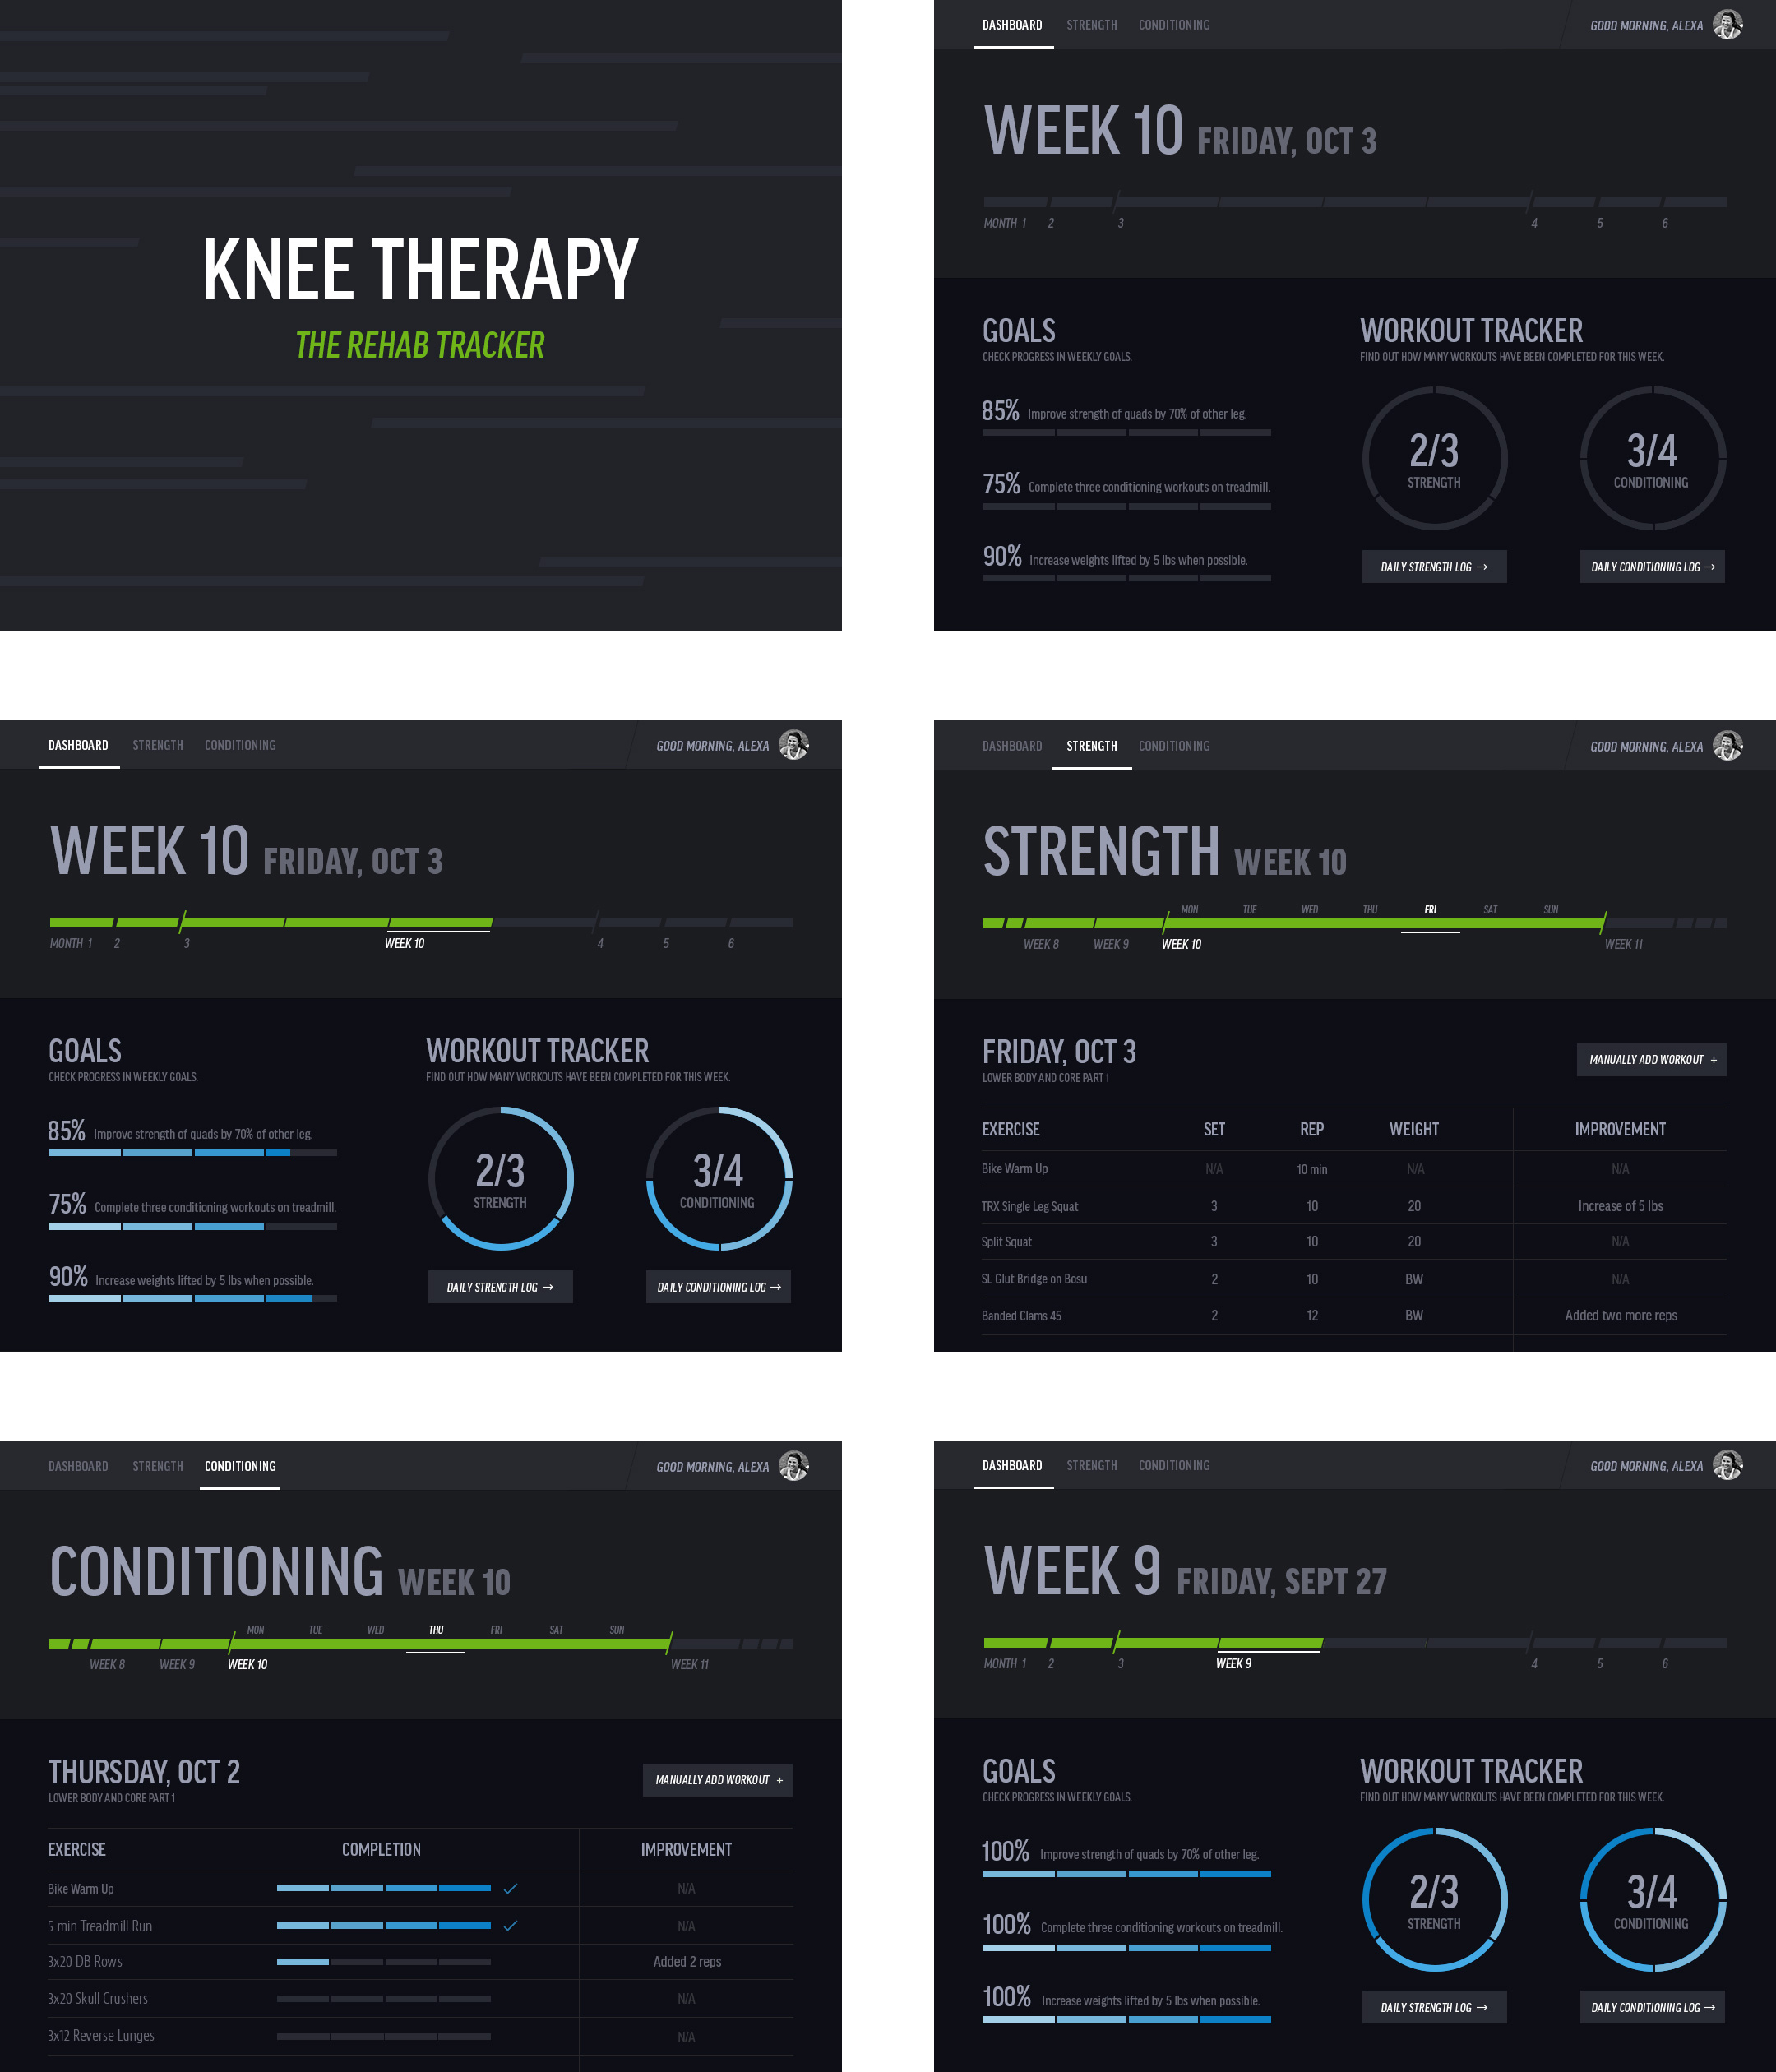 KNEE THERAPY
THE REHAB TRACKER
DASHBOARD STRENGTH CONDITIONING GOOD MORNING, ALEXA
WEEK 10 FRIDAY, OCT 3
MONTH 1 2 3 4 5 6
GOALS
CHECK PROGRESS IN WEEKLY GOALS.
85% Improve strength of quads by 70% of other leg.
75% Complete three conditioning workouts on treadmill.
90% Increase weights lifted by 5 lbs when possible.
WORKOUT TRACKER
FIND OUT HOW MANY WORKOUTS HAVE BEEN COMPLETED FOR THIS WEEK.
2/3 3/4
STRENGTH CONDITIONING
DAILY STRENGTH LOG → DAILY CONDITIONING LOG →
DASHBOARD STRENGTH CONDITIONING GOOD MORNING, ALEXA
WEEK 10 FRIDAY, OCT 3
MONTH 1 2 3 WEEK 10 4 5 6
GOALS
CHECK PROGRESS IN WEEKLY GOALS.
85% Improve strength of quads by 70% of other leg.
75% Complete three conditioning workouts on treadmill.
90% Increase weights lifted by 5 lbs when possible.
WORKOUT TRACKER
FIND OUT HOW MANY WORKOUTS HAVE BEEN COMPLETED FOR THIS WEEK.
2/3 3/4
STRENGTH CONDITIONING
DAILY STRENGTH LOG → DAILY CONDITIONING LOG →
DASHBOARD STRENGTH CONDITIONING GOOD MORNING, ALEXA
STRENGTH WEEK 10
MON TUE WED THU FRI SAT SUN
WEEK 8 WEEK 9 WEEK 10 WEEK 11
FRIDAY, OCT 3
LOWER BODY AND CORE PART 1
MANUALLY ADD WORKOUT +
EXERCISE SET REP WEIGHT IMPROVEMENT
Bike Warm Up N/A 10 min N/A N/A
TRX Single Leg Squat 3 10 20 Increase of 5 lbs
Split Squat 3 10 20 N/A
SL Glut Bridge on Bosu 2 10 BW N/A
Banded Clams 45 2 12 BW Added two more reps
DASHBOARD STRENGTH CONDITIONING GOOD MORNING, ALEXA
CONDITIONING WEEK 10
MON TUE WED THU FRI SAT SUN
WEEK 8 WEEK 9 WEEK 10 WEEK 11
THURSDAY, OCT 2
LOWER BODY AND CORE PART 1
MANUALLY ADD WORKOUT +
EXERCISE COMPLETION IMPROVEMENT
Bike Warm Up N/A
5 min Treadmill Run N/A
3x20 DB Rows Added 2 reps
3x20 Skull Crushers N/A
3x12 Reverse Lunges N/A
DASHBOARD STRENGTH CONDITIONING GOOD MORNING, ALEXA
WEEK 9 FRIDAY, SEPT 27
MONTH 1 2 3 WEEK 9 4 5 6
GOALS
CHECK PROGRESS IN WEEKLY GOALS.
100% Improve strength of quads by 70% of other leg.
100% Complete three conditioning workouts on treadmill.
100% Increase weights lifted by 5 lbs when possible.
WORKOUT TRACKER
FIND OUT HOW MANY WORKOUTS HAVE BEEN COMPLETED FOR THIS WEEK.
2/3 3/4
STRENGTH CONDITIONING
DAILY STRENGTH LOG → DAILY CONDITIONING LOG →